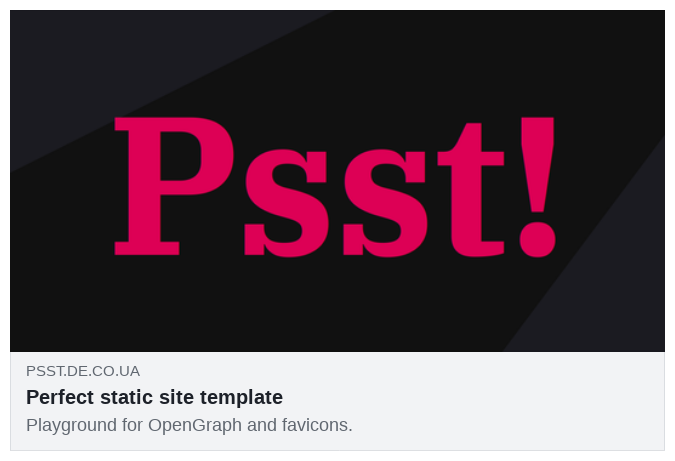 Psst!
PSST.DE.CO.UA
Perfect static site template
Playground for OpenGraph and favicons.